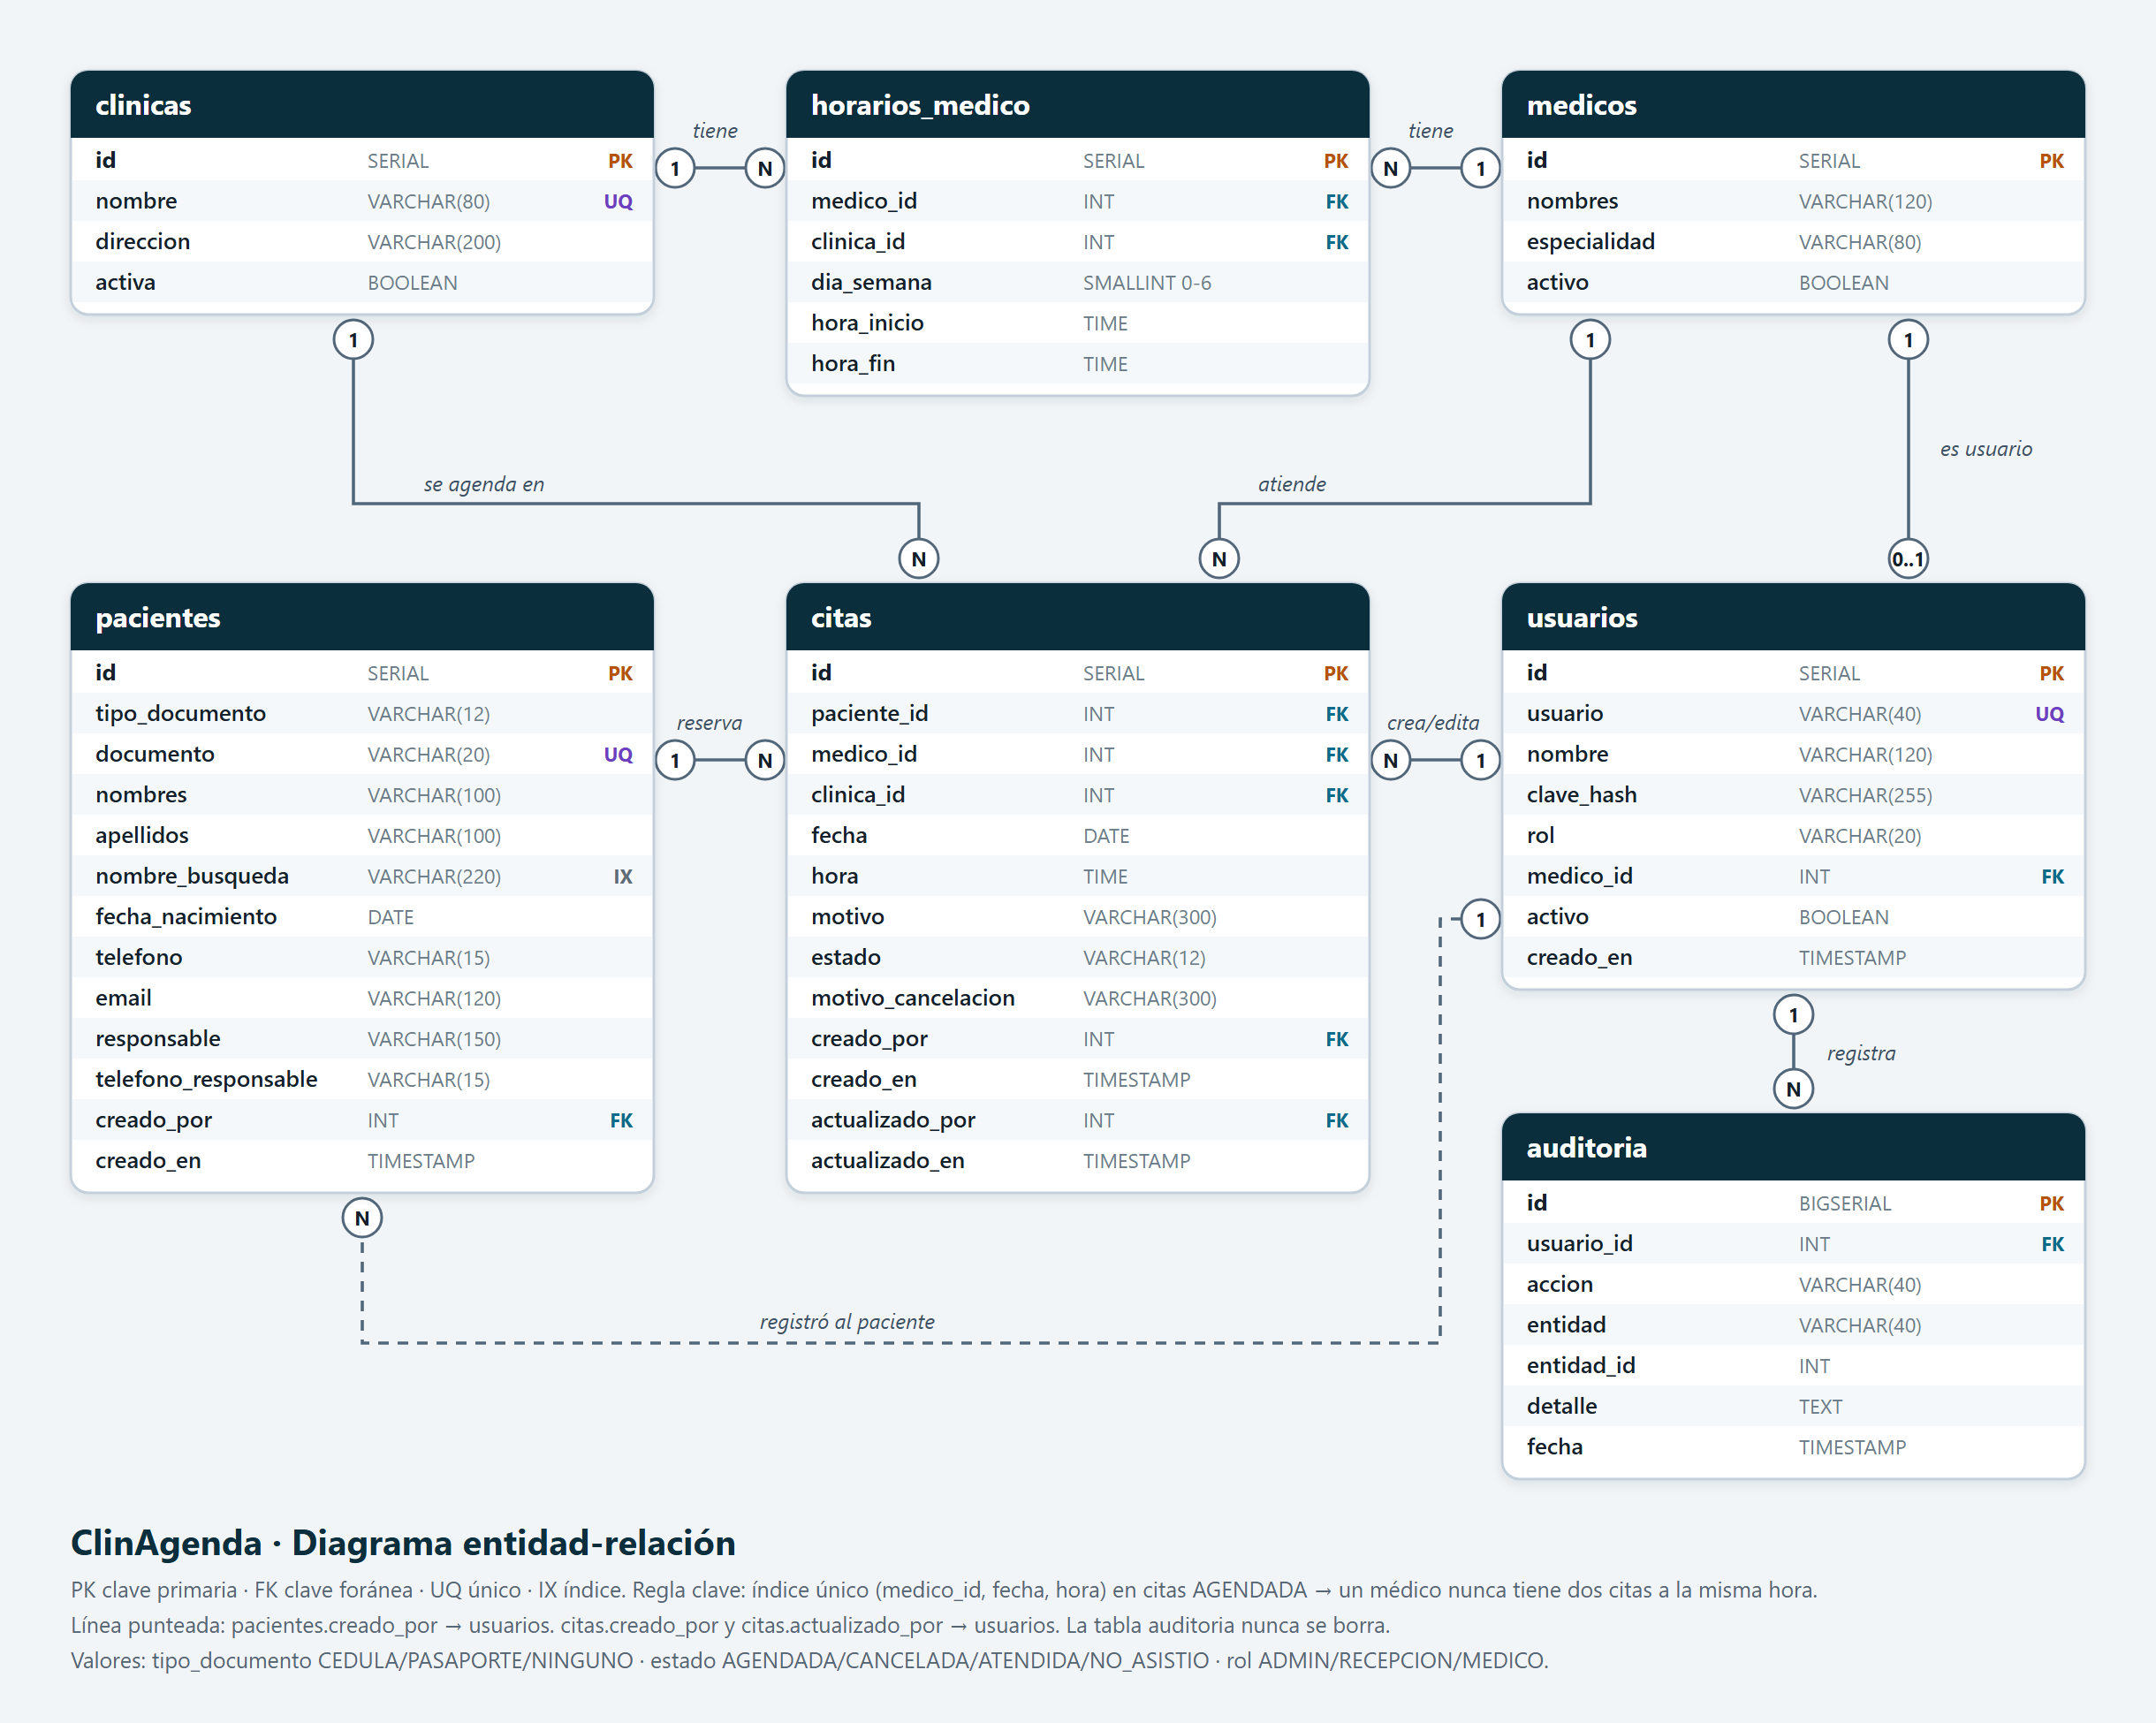 clinicas
id SERIAL PK
nombre VARCHAR(80) UQ
direccion VARCHAR(200)
activa BOOLEAN
tiene
1 N
horarios_medico
id SERIAL PK
medico_id INT FK
clinica_id INT FK
dia_semana SMALLINT 0-6
hora_inicio TIME
hora_fin TIME
tiene
N 1
medicos
id SERIAL PK
nombres VARCHAR(120)
especialidad VARCHAR(80)
activo BOOLEAN
1
se agenda en
N
1
atiende
N
1
es usuario
0..1
pacientes
id SERIAL PK
tipo_documento VARCHAR(12)
documento VARCHAR(20) UQ
nombres VARCHAR(100)
apellidos VARCHAR(100)
nombre_busqueda VARCHAR(220) IX
fecha_nacimiento DATE
telefono VARCHAR(15)
email VARCHAR(120)
responsable VARCHAR(150)
telefono_responsable VARCHAR(15)
creado_por INT FK
creado_en TIMESTAMP
reserva
1 N
citas
id SERIAL PK
paciente_id INT FK
medico_id INT FK
clinica_id INT FK
fecha DATE
hora TIME
motivo VARCHAR(300)
estado VARCHAR(12)
motivo_cancelacion VARCHAR(300)
creado_por INT FK
creado_en TIMESTAMP
actualizado_por INT FK
actualizado_en TIMESTAMP
crea/edita
N 1
usuarios
id SERIAL PK
usuario VARCHAR(40) UQ
nombre VARCHAR(120)
clave_hash VARCHAR(255)
rol VARCHAR(20)
medico_id INT FK
activo BOOLEAN
creado_en TIMESTAMP
1
1
registra
N
auditoria
id BIGSERIAL PK
usuario_id INT FK
accion VARCHAR(40)
entidad VARCHAR(40)
entidad_id INT
detalle TEXT
fecha TIMESTAMP
N
registró al paciente
ClinAgenda · Diagrama entidad-relación
PK clave primaria · FK clave foránea · UQ único · IX índice. Regla clave: índice único (medico_id, fecha, hora) en citas AGENDADA → un médico nunca tiene dos citas a la misma hora.
Línea punteada: pacientes.creado_por → usuarios. citas.creado_por y citas.actualizado_por → usuarios. La tabla auditoria nunca se borra.
Valores: tipo_documento CEDULA/PASAPORTE/NINGUNO · estado AGENDADA/CANCELADA/ATENDIDA/NO_ASISTIO · rol ADMIN/RECEPCION/MEDICO.